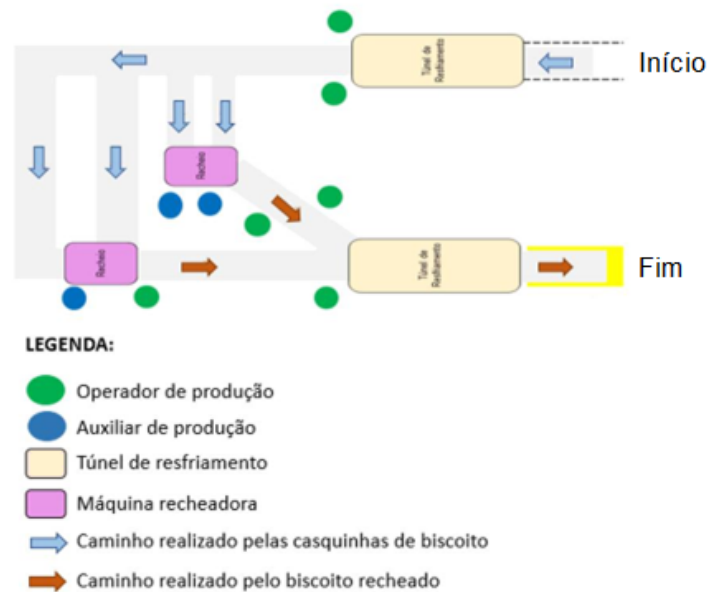 Túnel de
Resfriamento
Início
Recheio
Recheio
Túnel de
Resfriamento
Fim
LEGENDA:
Operador de produção
Auxiliar de produção
Túnel de resfriamento
Máquina recheadora
Caminho realizado pelas casquinhas de biscoito
Caminho realizado pelo biscoito recheado